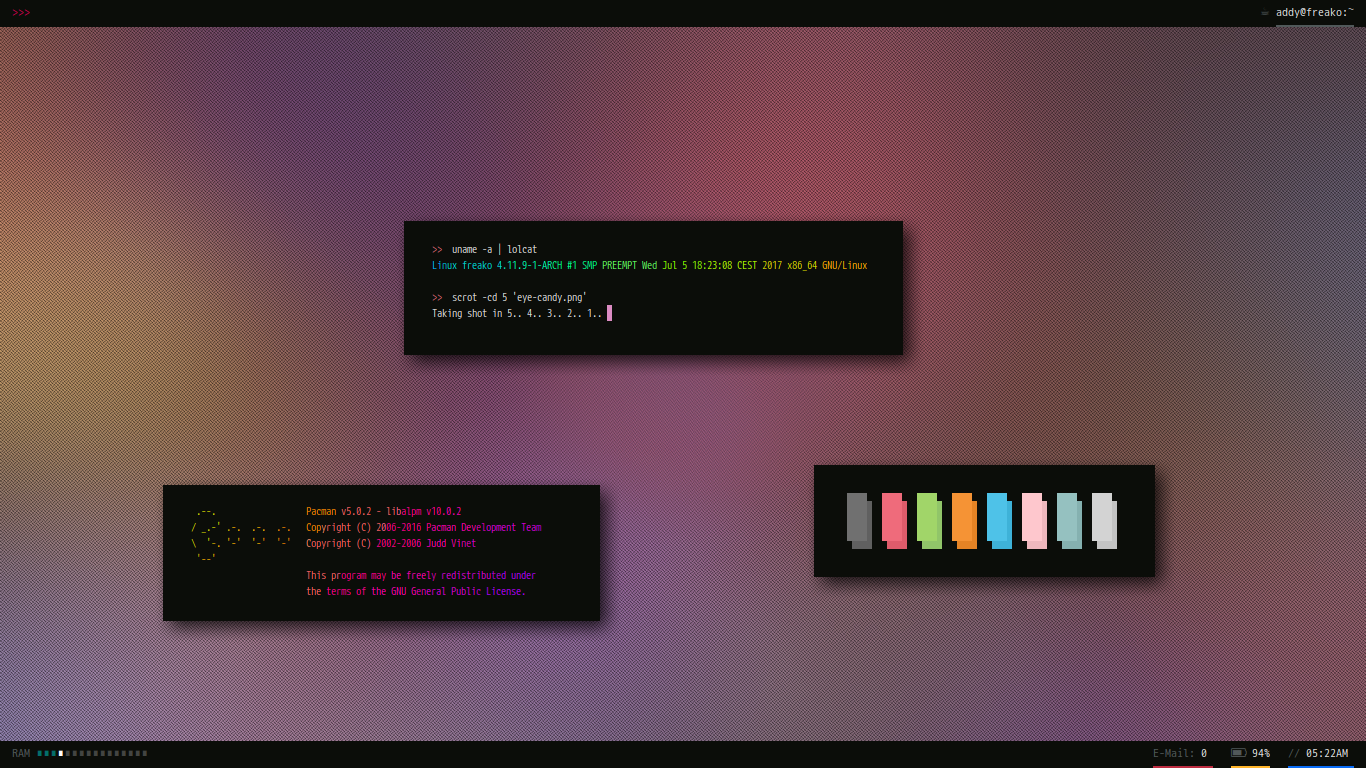 >>>
addy@freako:~
>> uname -a | lolcat
Linux freako 4.11.9-1-ARCH #1 SMP PREEMPT Wed Jul 5 18:23:08 CEST 2017 x86_64 GNU/Linux
>> scrot -cd 5 'eye-candy.png'
Taking shot in 5.. 4.. 3.. 2.. 1..
Pacman v5.0.2 - libalpm v10.0.2
Copyright (C) 2006-2016 Pacman Development Team
Copyright (C) 2002-2006 Judd Vinet
This program may be freely redistributed under
the terms of the GNU General Public License.
RAM
E-Mail: 0
94%
// 05:22AM